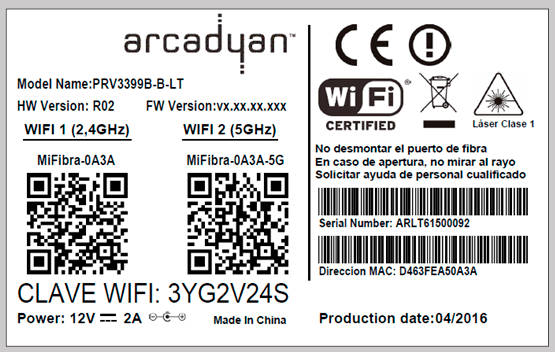 arcadyan™
Model Name:PRV3399B-B-LT
HW Version: R02 FW Version:vx.xx.xx.xxx
WIFI 1 (2,4GHz) WIFI 2 (5GHz)
MiFibra-0A3A MiFibra-0A3A-5G
CLAVE WIFI: 3YG2V24S
Power: 12V 2A Made In China
CE
Wi Fi
CERTIFIED
Láser Clase 1
No desmontar el puerto de fibra
En caso de apertura, no mirar al rayo
Solicitar ayuda de personal cualificado
Serial Number: ARLT61500092
Direccion MAC: D463FEA50A3A
Production date:04/2016